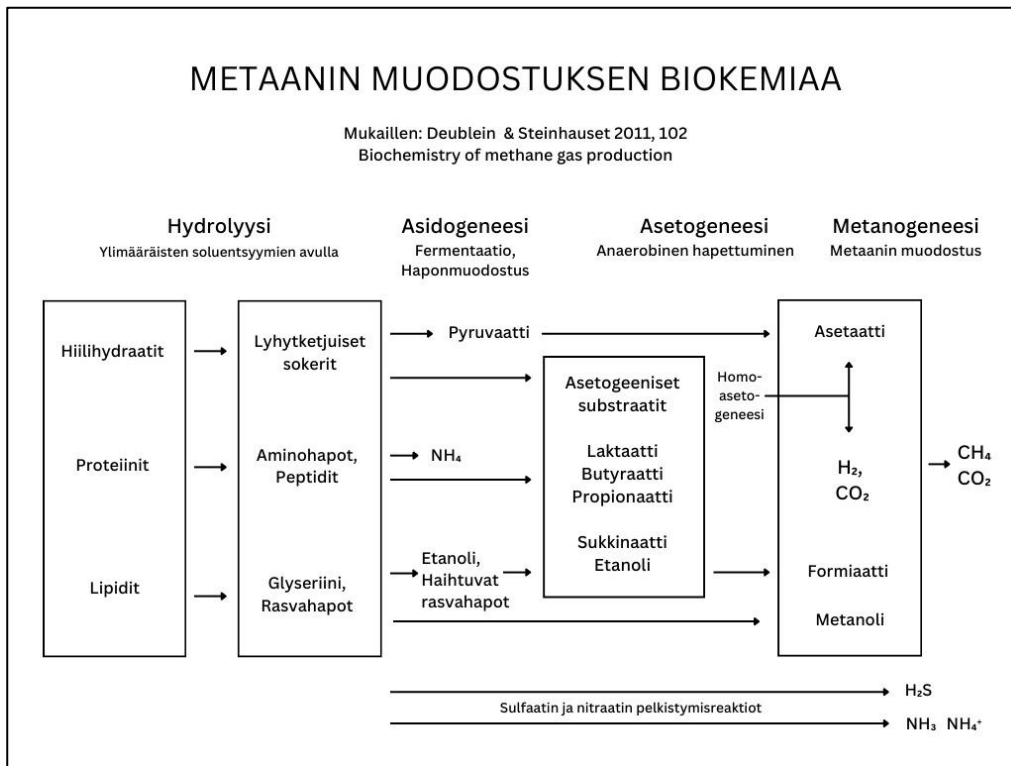 METAANIN MUODOSTUKSEN BIOKEMIAA
Mukaillen: Deublein & Steinhauset 2011, 102
Biochemistry of methane gas production
Hydrolyysi
Ylimääräisten soluentsyymien avulla
Asidogeneesi
Fermentaatio,
Haponmuodostus
Asetogeneesi
Anaerobinen hapettuminen
Metanogeneesi
Metaanin muodostus
Hiilihydraatit
Proteiinit
Lipidit
Lyhytketjuiset
sokerit
Aminohapot,
Peptidit
Glyseriini,
Rasvahapot
Pyruvaatti
NH₄
Etanoli,
Haihtuvat
rasvahapot
Asetogeeniset
substraatit
Laktaatti
Butyraatti
Propionaatti
Sukkinaatti
Etanoli
Homo-
aseto-
geneesi
Asetaatti
H₂,
CO₂
Formiaatti
Metanoli
CH₄
CO₂
Sulfaatin ja nitraatin pelkistymisreaktiot
H₂S
NH₃ NH₄⁺